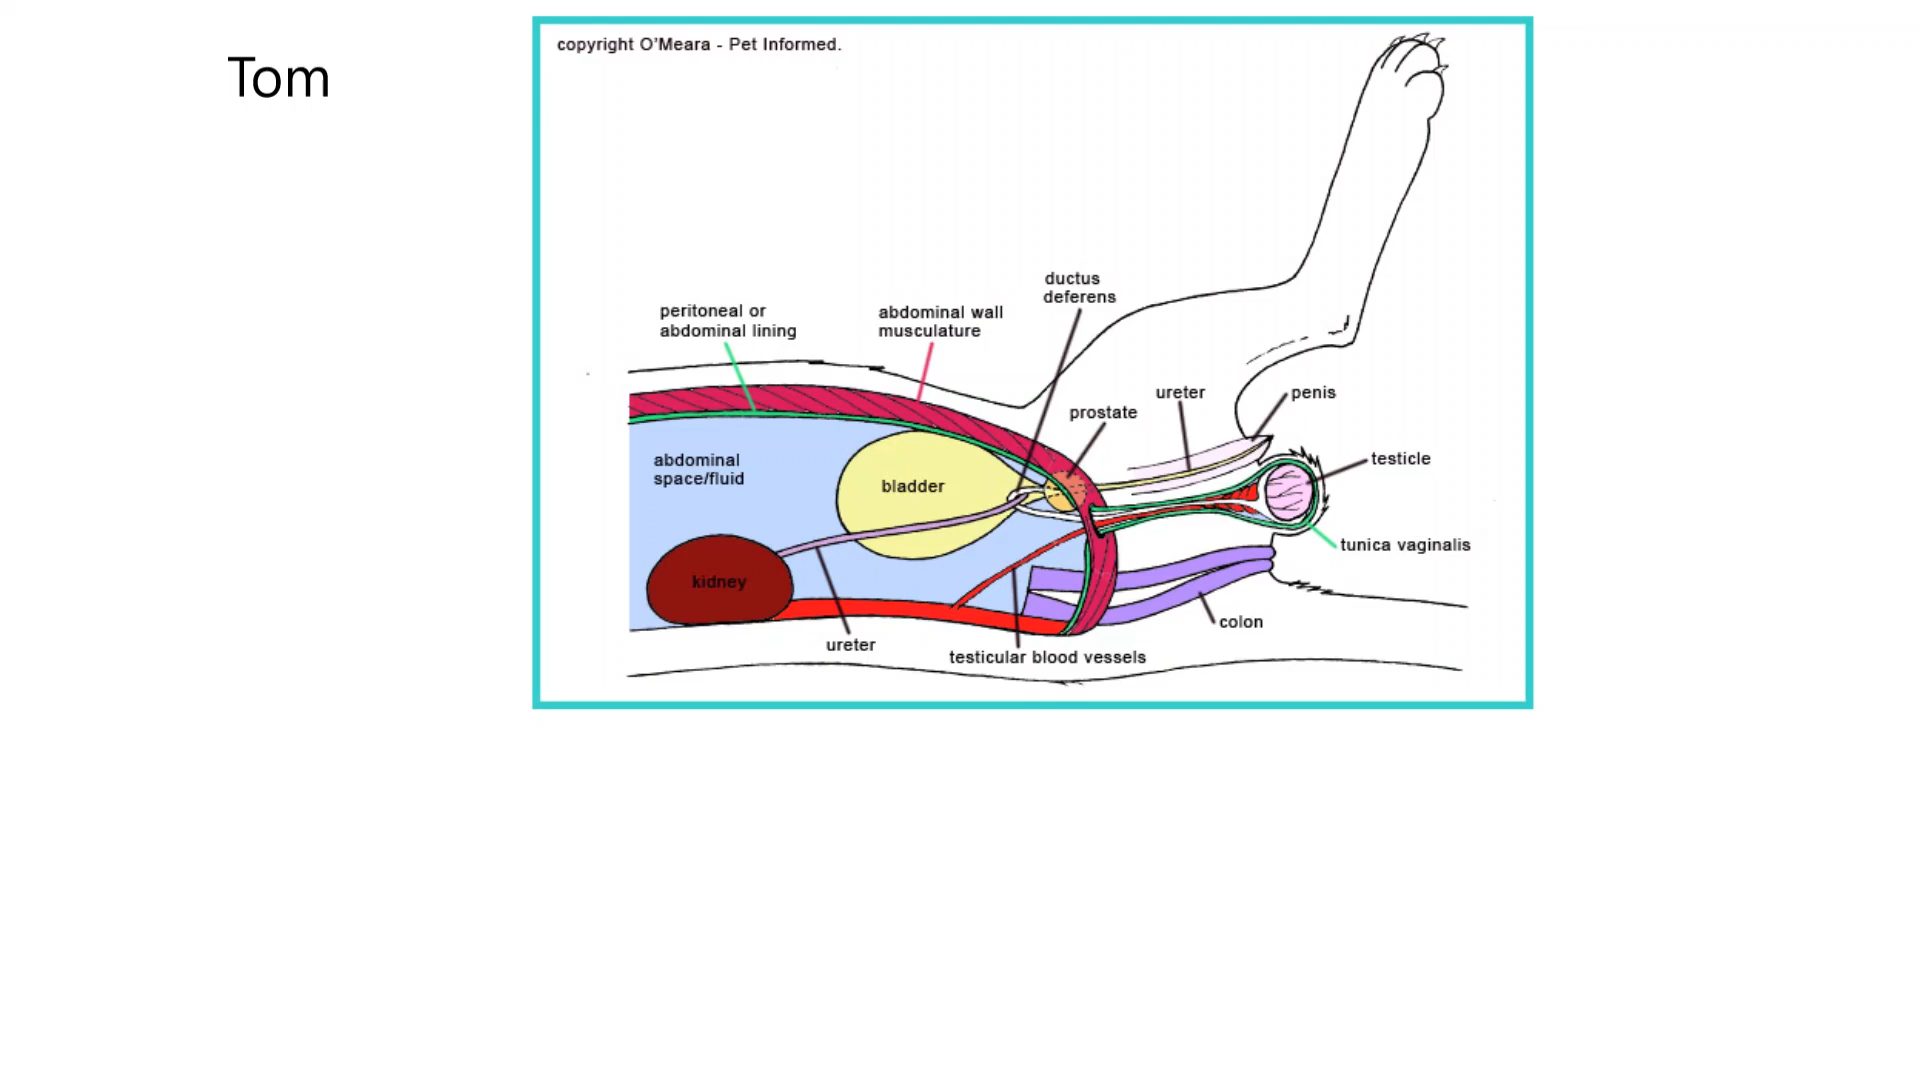 Tom
copyright O'Meara - Pet Informed.
ductus
deferens
peritoneal or
abdominal lining
abdominal wall
musculature
ureter
penis
prostate
abdominal
space/fluid
bladder
testicle
tunica vaginalis
kidney
colon
ureter
testicular blood vessels